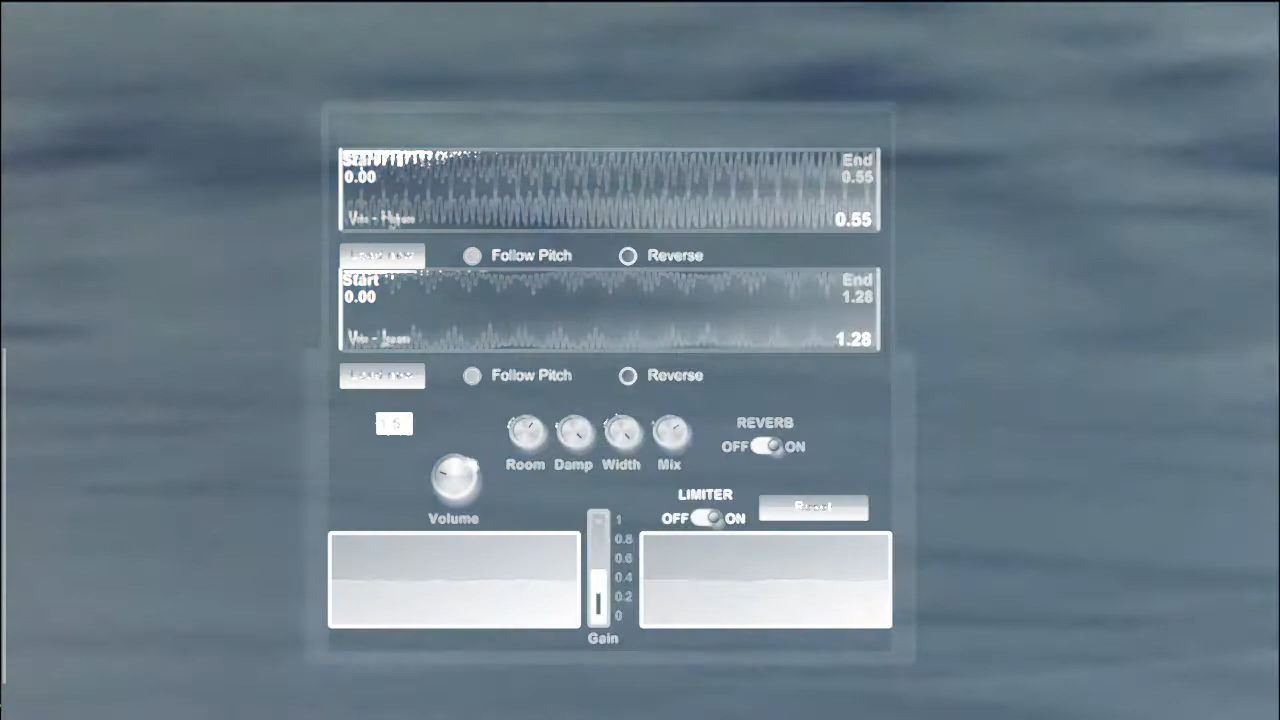 Start End
0.00 0.55
0.55
Follow Pitch Reverse
Start End
0.00 1.28
1.28
Follow Pitch Reverse
REVERB
OFF ON
Room Damp Width Mix
LIMITER
Volume OFF ON
1
0.8
0.6
0.4
0.2
0
Gain